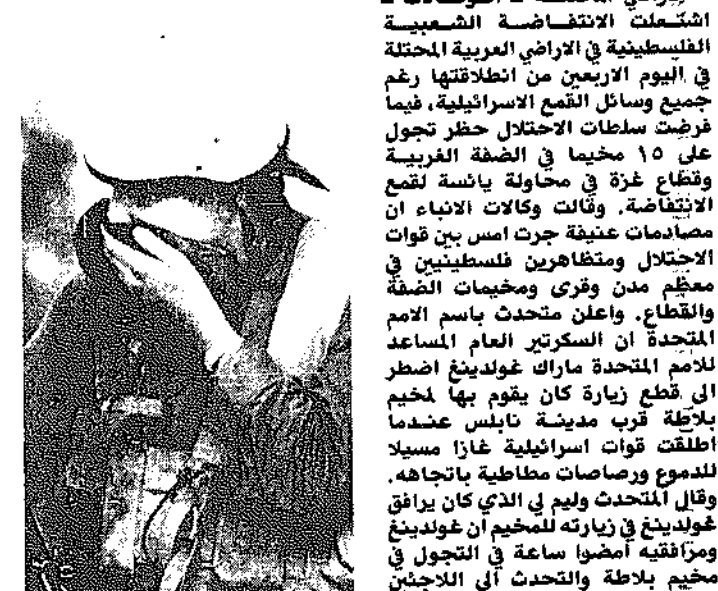 اشتعلت الانتفاضة الشعبية
الفلسطينية في الاراضي العربية المحتلة
في اليوم الاربعين من انطلاقتها رغم
جميع وسائل القمع الاسرائيلية، فيما
فرضت سلطات الاحتلال حظر تجول
على ١٥ مخيما في الضفة الغربية
وقطاع غزة في محاولة يائسة لقمع
الانتفاضة. وقالت وكالات الانباء ان
مصادمات عنيفة جرت امس بين قوات
الاحتلال ومتظاهرين فلسطينيين في
معظم مدن وقرى ومخيمات الضفة
والقطاع. واعلن متحدث باسم الامم
المتحدة ان السكرتير العام المساعد
للامم المتحدة ماراك غولدينغ اضطر
الى قطع زيارة كان يقوم بها لمخيم
بلاطة قرب مدينة نابلس عندما
اطلقت قوات اسرائيلية غازا مسيلا
للدموع ورصاصات مطاطية باتجاهه.
وقال المتحدث وليم لي الذي كان يرافق
غولدينغ في زيارته للمخيم ان غولدينغ
ومرافقيه أمضوا ساعة في التجول في
مخيم بلاطة والتحدث الى اللاجئين